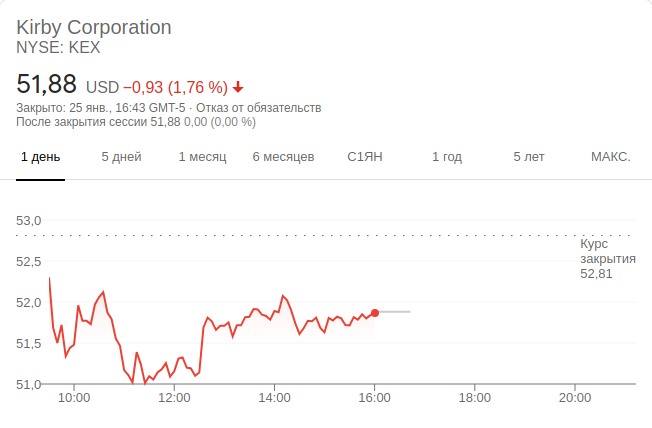 Kirby Corporation
NYSE: KEX
51,88 USD −0,93 (1,76 %)
Закрыто: 25 янв., 16:43 GMT-5 · Отказ от обязательств
После закрытия сессии 51,88 0,00 (0,00 %)
1 день 5 дней 1 месяц 6 месяцев С1ЯН 1 год 5 лет МАКС.
53,0
Курс
закрытия
52,81
52,5
52,0
51,5
51,0
10:00 12:00 14:00 16:00 18:00 20:00